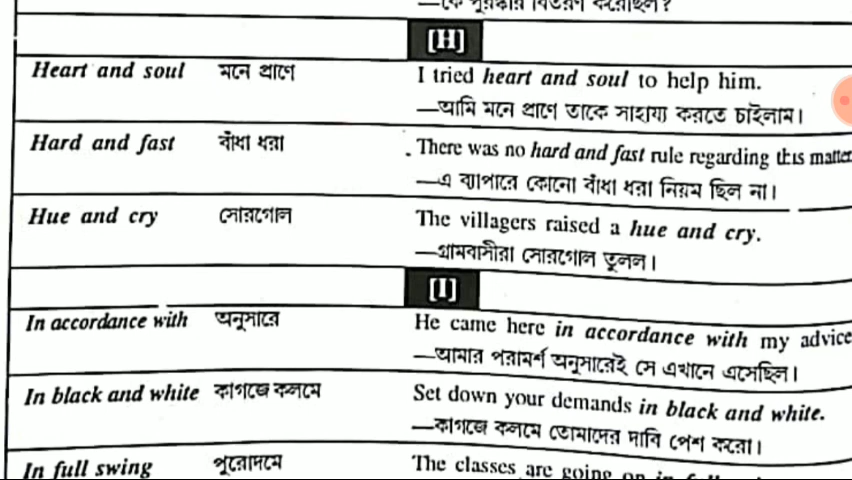 —কে পুরস্কার বিতরণ করেছিল?
[H]
Heart and soul মনে প্রাণে I tried heart and soul to help him.
—আমি মনে প্রাণে তাকে সাহায্য করতে চাইলাম।
Hard and fast বাঁধা ধরা There was no hard and fast rule regarding this matter
—এ ব্যাপারে কোনো বাঁধা ধরা নিয়ম ছিল না।
Hue and cry সোরগোল The villagers raised a hue and cry.
—গ্রামবাসীরা সোরগোল তুলল।
[I]
In accordance with অনুসারে He came here in accordance with my advice
—আমার পরামর্শ অনুসারেই সে এখানে এসেছিল।
In black and white কাগজে কলমে Set down your demands in black and white.
—কাগজে কলমে তোমাদের দাবি পেশ করো।
In full swing পুরোদমে The classes are going on in